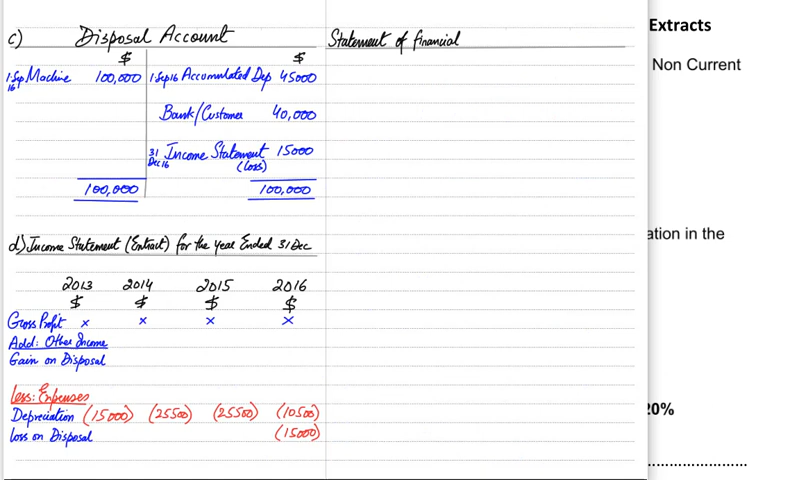 c) Disposal Account
$ $
1 Sep 16 Machine 100,000 1 Sep 16 Accumulated Dep 45000
Bank/Customer 40,000
31 Dec 16 Income Statement 15000
(loss)
100,000 100,000
d) Income Statement (Extract) for the year Ended 31 Dec
2013 2014 2015 2016
$ $ $ $
Gross Profit x x x x
Add: Other Income
Gain on Disposal
Less: Expenses
Depreciation (15000) (25500) (25500) (10500)
Loss on Disposal (15000)
Statement of financial
Extracts
Non Current
ation in the
20%
........................